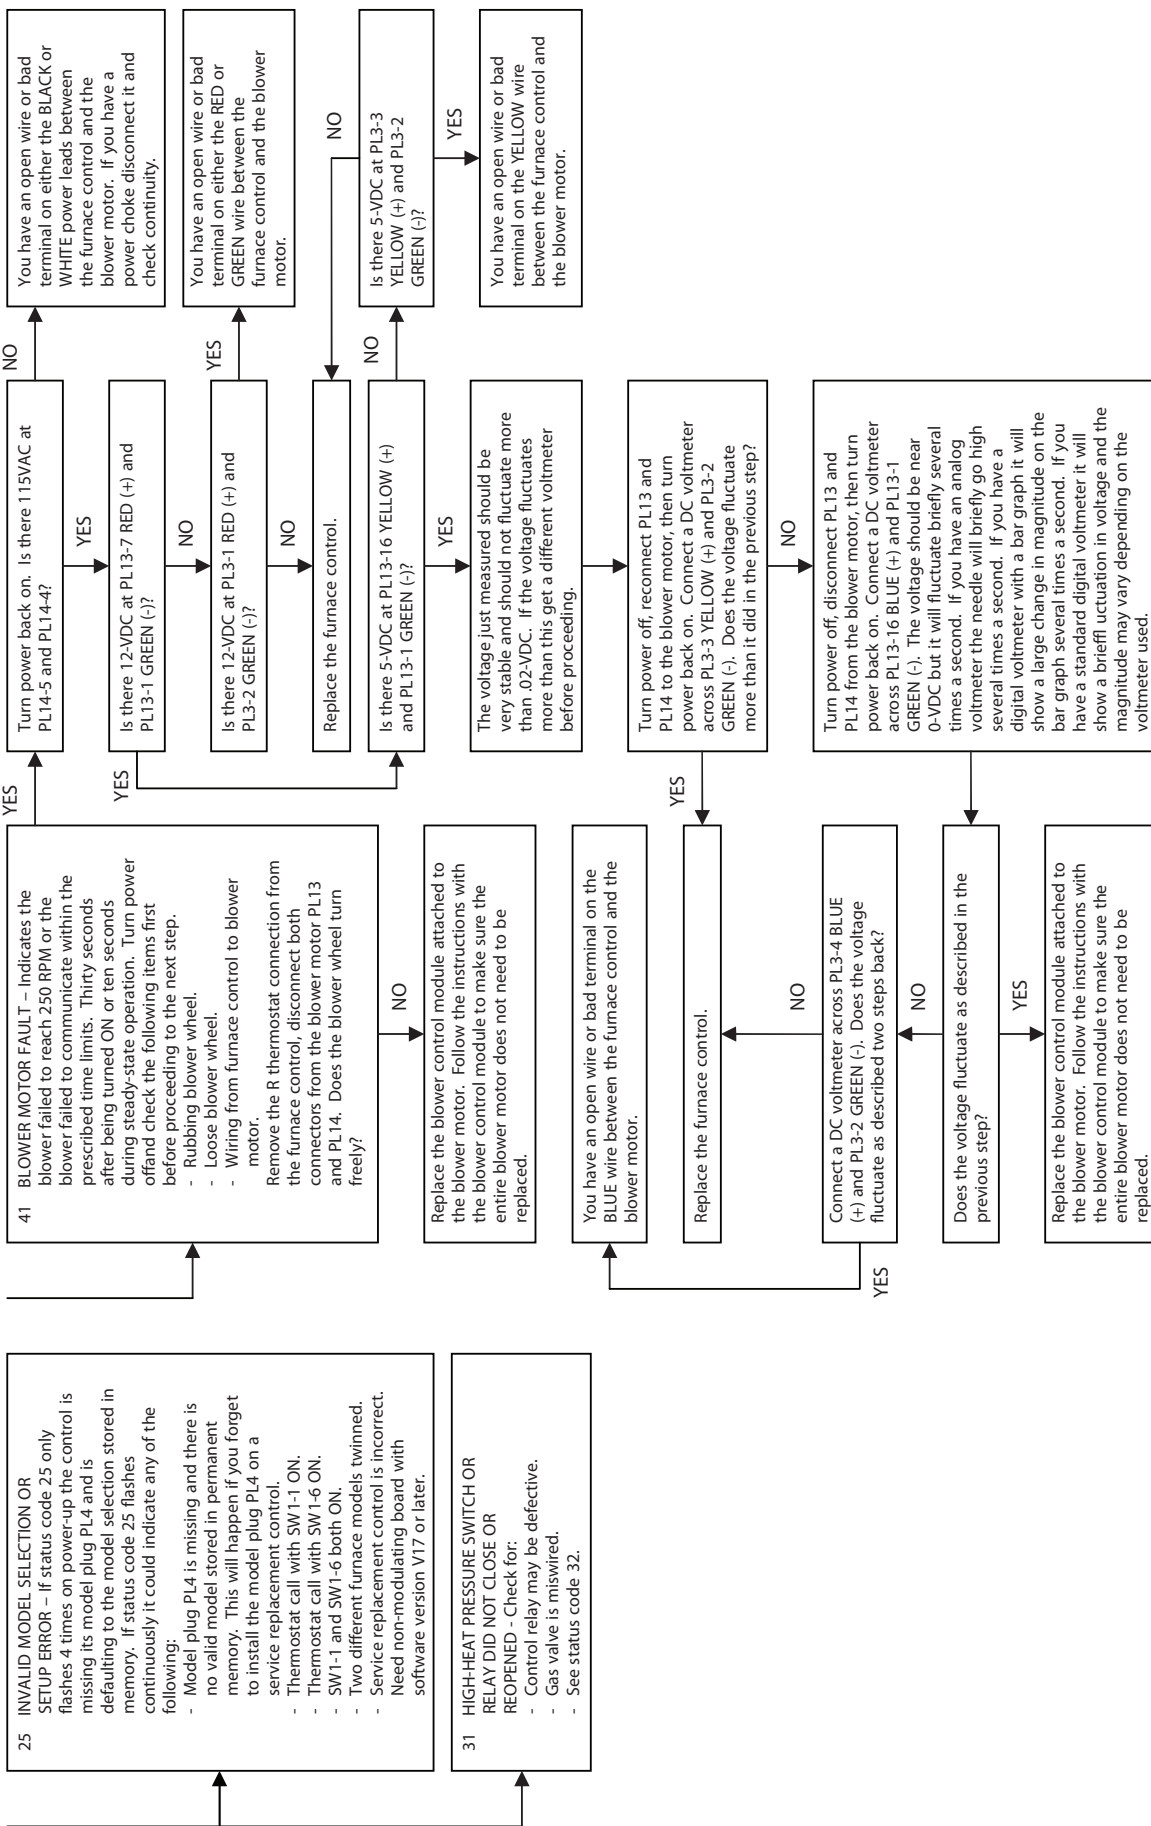 25 INVALID MODEL SELECTION OR
SETUP ERROR – If status code 25 only
flashes 4 times on power-up the control is
missing its model plug PL4 and is
defaulting to the model selection stored in
memory. If status code 25 flashes
continuously it could indicate any of the
following:
- Model plug PL4 is missing and there is
no valid model stored in permanent
memory. This will happen if you forget
to install the model plug PL4 on a
service replacement control.
- Thermostat call with SW1-1 ON.
- Thermostat call with SW1-6 ON.
- SW1-1 and SW1-6 both ON.
- Two different furnace models twinned.
- Service replacement control is incorrect.
Need non-modulating board with
software version V17 or later.
31 HIGH-HEAT PRESSURE SWITCH OR
RELAY DID NOT CLOSE OR
REOPENED - Check for:
- Control relay may be defective.
- Gas valve is miswired.
- See status code 32.
41 BLOWER MOTOR FAULT – Indicates the
blower failed to reach 250 RPM or the
blower failed to communicate within the
prescribed time limits. Thirty seconds
after being turned ON or ten seconds
during steady-state operation. Turn power
offand check the following items first
before proceeding to the next step.
- Rubbing blower wheel.
- Loose blower wheel.
- Wiring from furnace control to blower
motor.
Remove the R thermostat connection from
the furnace control, disconnect both
connectors from the blower motor PL13
and PL14. Does the blower wheel turn
freely?
NO
Replace the blower control module attached to
the blower motor. Follow the instructions with
the blower control module to make sure the
entire blower motor does not need to be
replaced.
You have an open wire or bad terminal on the
BLUE wire between the furnace control and the
blower motor.
Replace the furnace control.
NO
Connect a DC voltmeter across PL3-4 BLUE
(+) and PL3-2 GREEN (-). Does the voltage
fluctuate as described two steps back?
YES
NO
Does the voltage fluctuate as described in the
previous step?
YES
Replace the blower control module attached to
the blower motor. Follow the instructions with
the blower control module to make sure the
entire blower motor does not need to be
replaced.
YES
Turn power back on. Is there 115VAC at
PL14-5 and PL14-4?
YES
Is there 12-VDC at PL13-7 RED (+) and
PL13-1 GREEN (-)?
YES
NO
Is there 12-VDC at PL3-1 RED (+) and
PL3-2 GREEN (-)?
NO
Replace the furnace control.
Is there 5-VDC at PL13-16 YELLOW (+)
and PL13-1 GREEN (-)?
YES
The voltage just measured should be
very stable and should not fluctuate more
than .02-VDC. If the voltage fluctuates
more than this get a different voltmeter
before proceeding.
Turn power off, reconnect PL13 and
PL14 to the blower motor, then turn
power back on. Connect a DC voltmeter
across PL3-3 YELLOW (+) and PL3-2
GREEN (-). Does the voltage fluctuate
more than it did in the previous step?
YES
NO
Turn power off, disconnect PL13 and
PL14 from the blower motor, then turn
power back on. Connect a DC voltmeter
across PL13-16 BLUE (+) and PL13-1
GREEN (-). The voltage should be near
0-VDC but it will fluctuate briefly several
times a second. If you have an analog
voltmeter the needle will briefly go high
several times a second. If you have a
digital voltmeter with a bar graph it will
show a large change in magnitude on the
bar graph several times a second. If you
have a standard digital voltmeter it will
show a brieffl uctuation in voltage and the
magnitude may vary depending on the
voltmeter used.
NO
You have an open wire or bad
terminal on either the BLACK or
WHITE power leads between
the furnace control and the
blower motor. If you have a
power choke disconnect it and
check continuity.
YES
You have an open wire or bad
terminal on either the RED or
GREEN wire between the
furnace control and the blower
motor.
NO
NO
Is there 5-VDC at PL3-3
YELLOW (+) and PL3-2
GREEN (-)?
YES
You have an open wire or bad
terminal on the YELLOW wire
between the furnace control and
the blower motor.